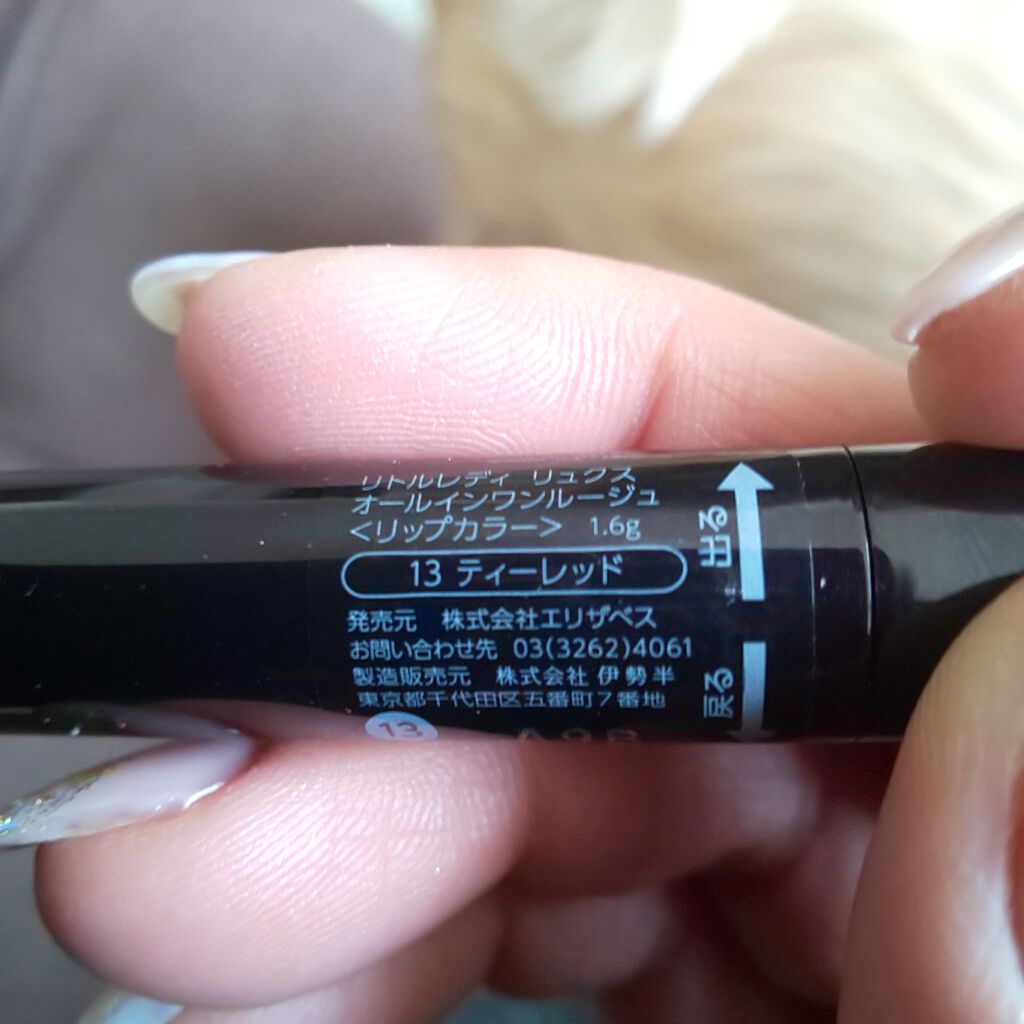 リトルレディ リュクス
オールインワンルージュ
<リップカラー> 1.6g
13 ティーレッド
発売元 株式会社エリザベス
お問い合わせ先 03(3262)4061
製造販売元 株式会社 伊勢半
東京都千代田区五番町7番地
13
出る
戻る